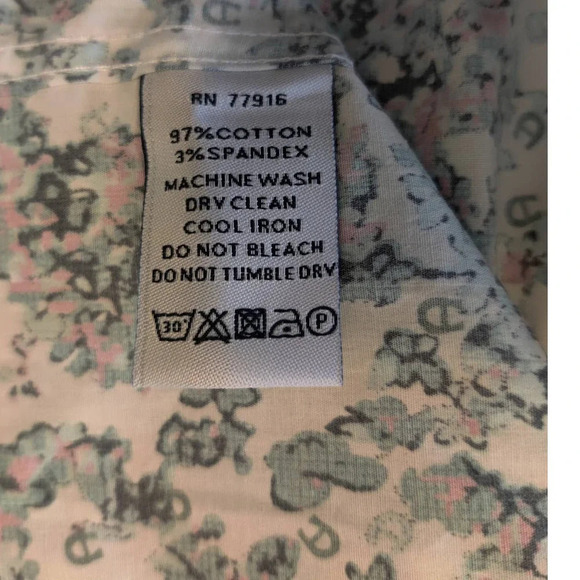 RN 77916
97%COTTON
3%SPANDEX
MACHINE WASH
DRY CLEAN
COOL IRON
DO NOT BLEACH
DO NOT TUMBLE DRY
30° P